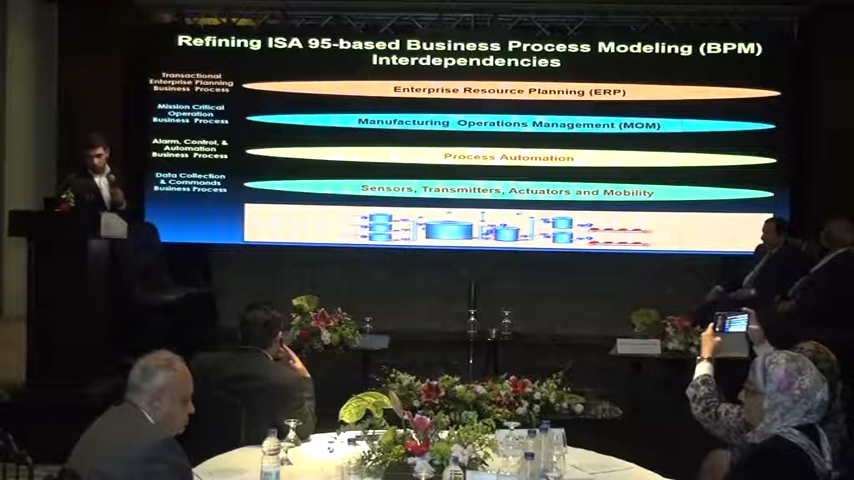 Refining ISA 95-based Business Process Modeling (BPM)
Interdependencies
Transactional
Enterprise Planning
Business Process
Enterprise Resource Planning (ERP)
Mission Critical
Operational
Business Process
Manufacturing Operations Management (MOM)
Alarm, Control, &
Automation
Business Process
Process Automation
Data Collection
& Commands
Business Process
Sensors, Transmitters, Actuators and Mobility